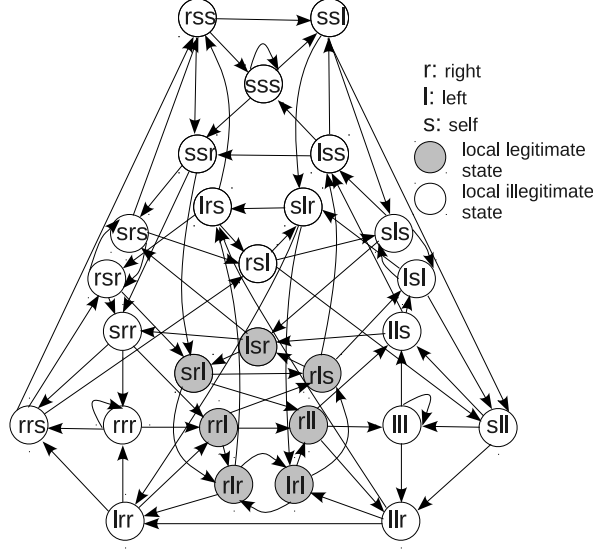 rss ssl
sss
r: right
l: left
s: self
local legitimate
state
local illegitimate
state
ssr lss
lrs slr
srs sls
rsl
rsr lsl
srr lls
lsr
srl rls
rrs rrr rrl rll lll sll
rlr lrl
lrr llr